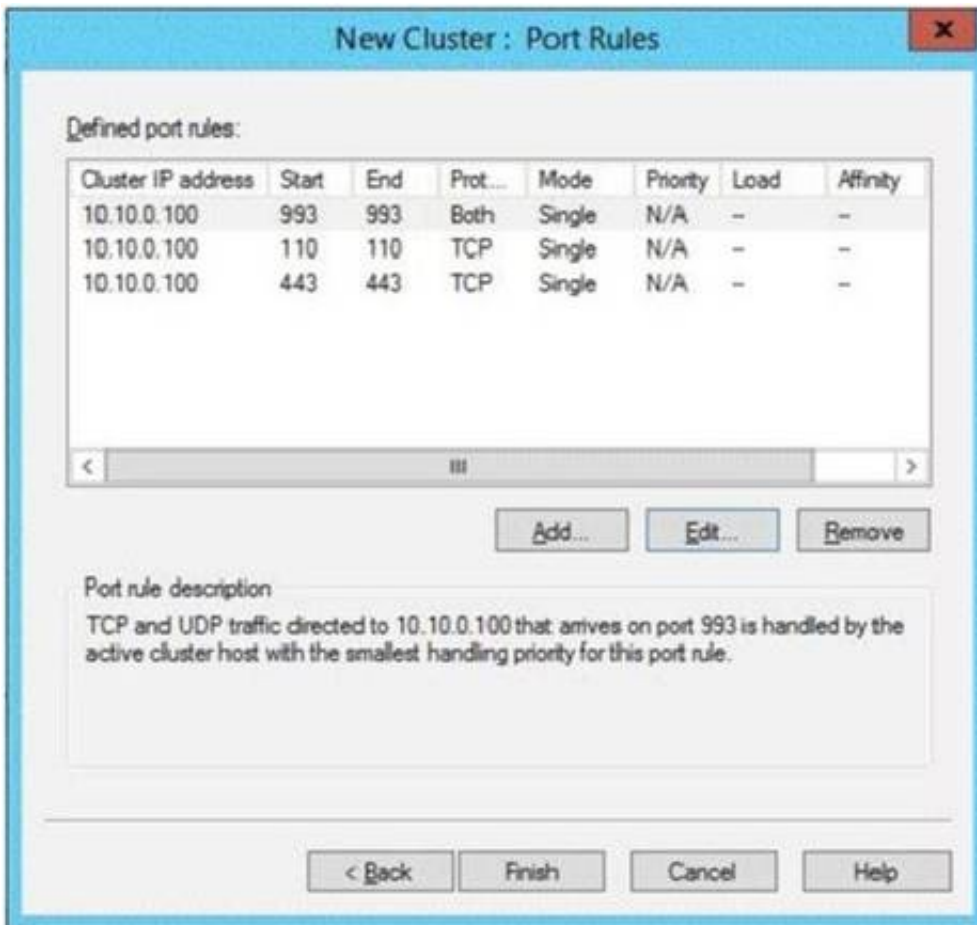 New Cluster : Port Rules
Defined port rules:
Cluster IP address Start End Prot... Mode Priority Load Affinity
10.10.0.100 993 993 Both Single N/A -- --
10.10.0.100 110 110 TCP Single N/A -- --
10.10.0.100 443 443 TCP Single N/A -- --
Add... Edit... Remove
Port rule description
TCP and UDP traffic directed to 10.10.0.100 that arrives on port 993 is handled by the
active cluster host with the smallest handling priority for this port rule.
< Back Finish Cancel Help